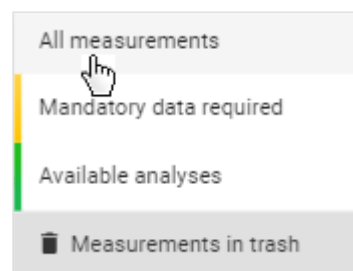 All measurements
Mandatory data required
Available analyses
Measurements in trash